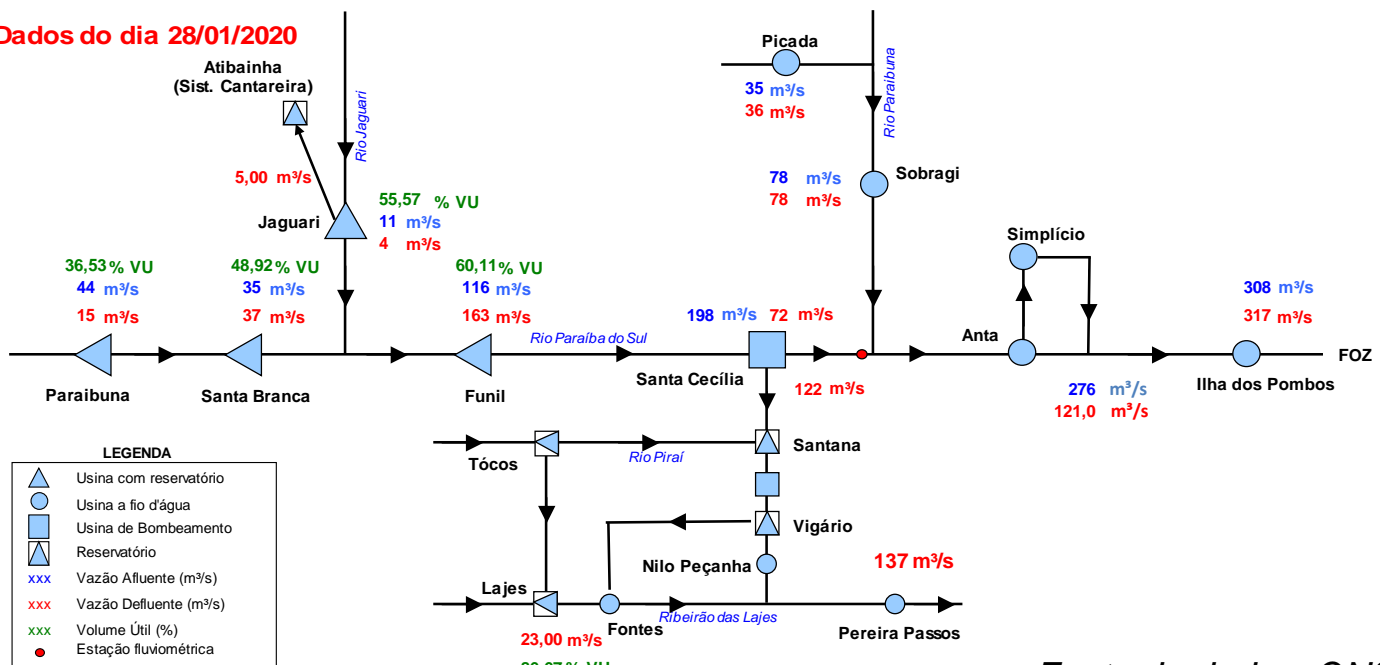 Dados do dia 28/01/2020
Atibainha
(Sist. Cantareira)
Rio Jaguari
5,00 m³/s
Jaguari
55,57 % VU
11 m³/s
4 m³/s
Picada
35 m³/s
36 m³/s
Rio Paraibuna
78 m³/s
78 m³/s
Sobragi
36,53 % VU
44 m³/s
15 m³/s
Paraibuna
48,92 % VU
35 m³/s
37 m³/s
Santa Branca
60,11 % VU
116 m³/s
163 m³/s
Funil
Rio Paraíba do Sul
198 m³/s 72 m³/s
Santa Cecília
122 m³/s
Simplício
Anta
276 m³/s
121,0 m³/s
308 m³/s
317 m³/s
Ilha dos Pombos
FOZ
Tócos
Rio Piraí
Santana
Vigário
Nilo Peçanha
137 m³/s
Lajes
Fontes
Ribeirão das Lajes
Pereira Passos
23,00 m³/s
LEGENDA
Usina com reservatório
Usina a fio d'água
Usina de Bombeamento
Reservatório
xxx Vazão Afluente (m³/s)
xxx Vazão Defluente (m³/s)
xxx Volume Útil (%)
Estação fluviométrica